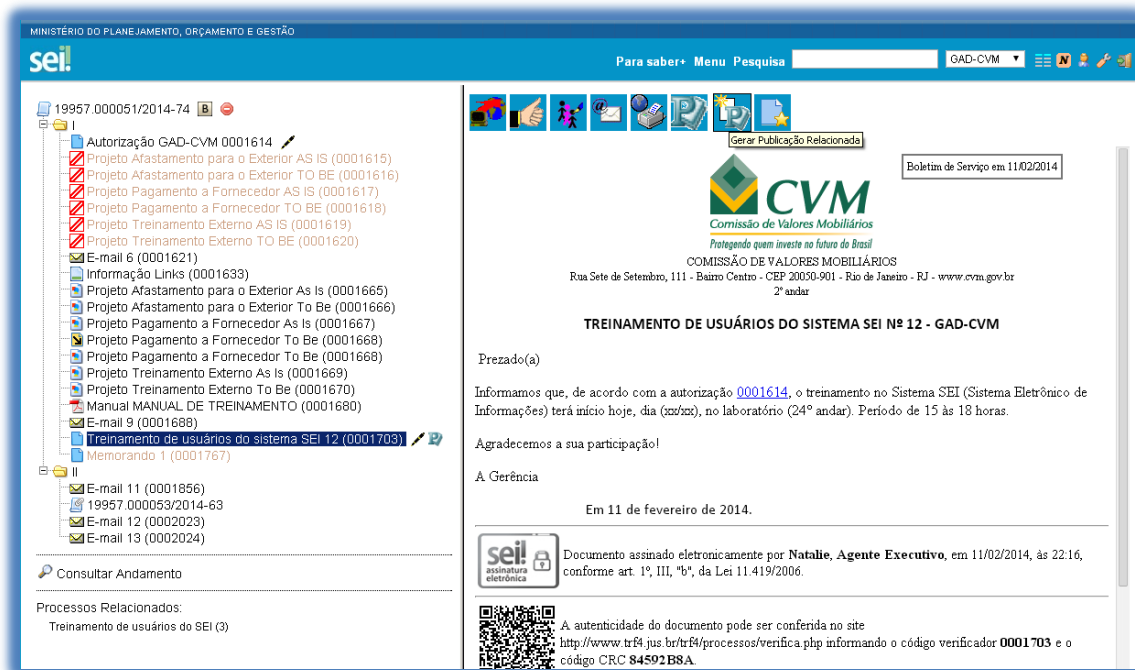 MINISTÉRIO DO PLANEJAMENTO, ORÇAMENTO E GESTÃO
sei!
Para saber+ Menu Pesquisa
GAD-CVM
N
19957.000051/2014-74 B
I
Autorização GAD-CVM 0001614
Projeto Afastamento para o Exterior AS IS (0001615)
Projeto Afastamento para o Exterior TO BE (0001616)
Projeto Pagamento a Fornecedor AS IS (0001617)
Projeto Pagamento a Fornecedor TO BE (0001618)
Projeto Treinamento Externo AS IS (0001619)
Projeto Treinamento Externo TO BE (0001620)
E-mail 6 (0001621)
Informação Links (0001633)
Projeto Afastamento para o Exterior As Is (0001665)
Projeto Afastamento para o Exterior To Be (0001666)
Projeto Pagamento a Fornecedor As Is (0001667)
Projeto Pagamento a Fornecedor To Be (0001668)
Projeto Pagamento a Fornecedor To Be (0001668)
Projeto Treinamento Externo As Is (0001669)
Projeto Treinamento Externo To Be (0001670)
Manual MANUAL DE TREINAMENTO (0001680)
E-mail 9 (0001688)
Treinamento de usuários do sistema SEI 12 (0001703)
Memorando 1 (0001767)
II
E-mail 11 (0001856)
19957.000053/2014-63
E-mail 12 (0002023)
E-mail 13 (0002024)
Consultar Andamento
Processos Relacionados:
Treinamento de usuários do SEI (3)
Gerar Publicação Relacionada
Boletim de Serviço em 11/02/2014
CVM
Comissão de Valores Mobiliários
Protegendo quem investe no futuro do Brasil
COMISSÃO DE VALORES MOBILIÁRIOS
Rua Sete de Setembro, 111 - Bairro Centro - CEP 20050-901 - Rio de Janeiro - RJ - www.cvm.gov.br
2º andar
TREINAMENTO DE USUÁRIOS DO SISTEMA SEI Nº 12 - GAD-CVM
Prezado(a)
Informamos que, de acordo com a autorização 0001614, o treinamento no Sistema SEI (Sistema Eletrônico de
Informações) terá início hoje, dia (xx/xx), no laboratório (24º andar). Período de 15 às 18 horas.
Agradecemos a sua participação!
A Gerência
Em 11 de fevereiro de 2014.
sei!
assinatura
eletrônica
Documento assinado eletronicamente por Natalie, Agente Executivo, em 11/02/2014, às 22:16,
conforme art. 1º, III, "b", da Lei 11.419/2006.
A autenticidade do documento pode ser conferida no site
http://www.trf4.jus.br/trf4/processos/verifica.php informando o código verificador 0001703 e o
código CRC 84592B8A.